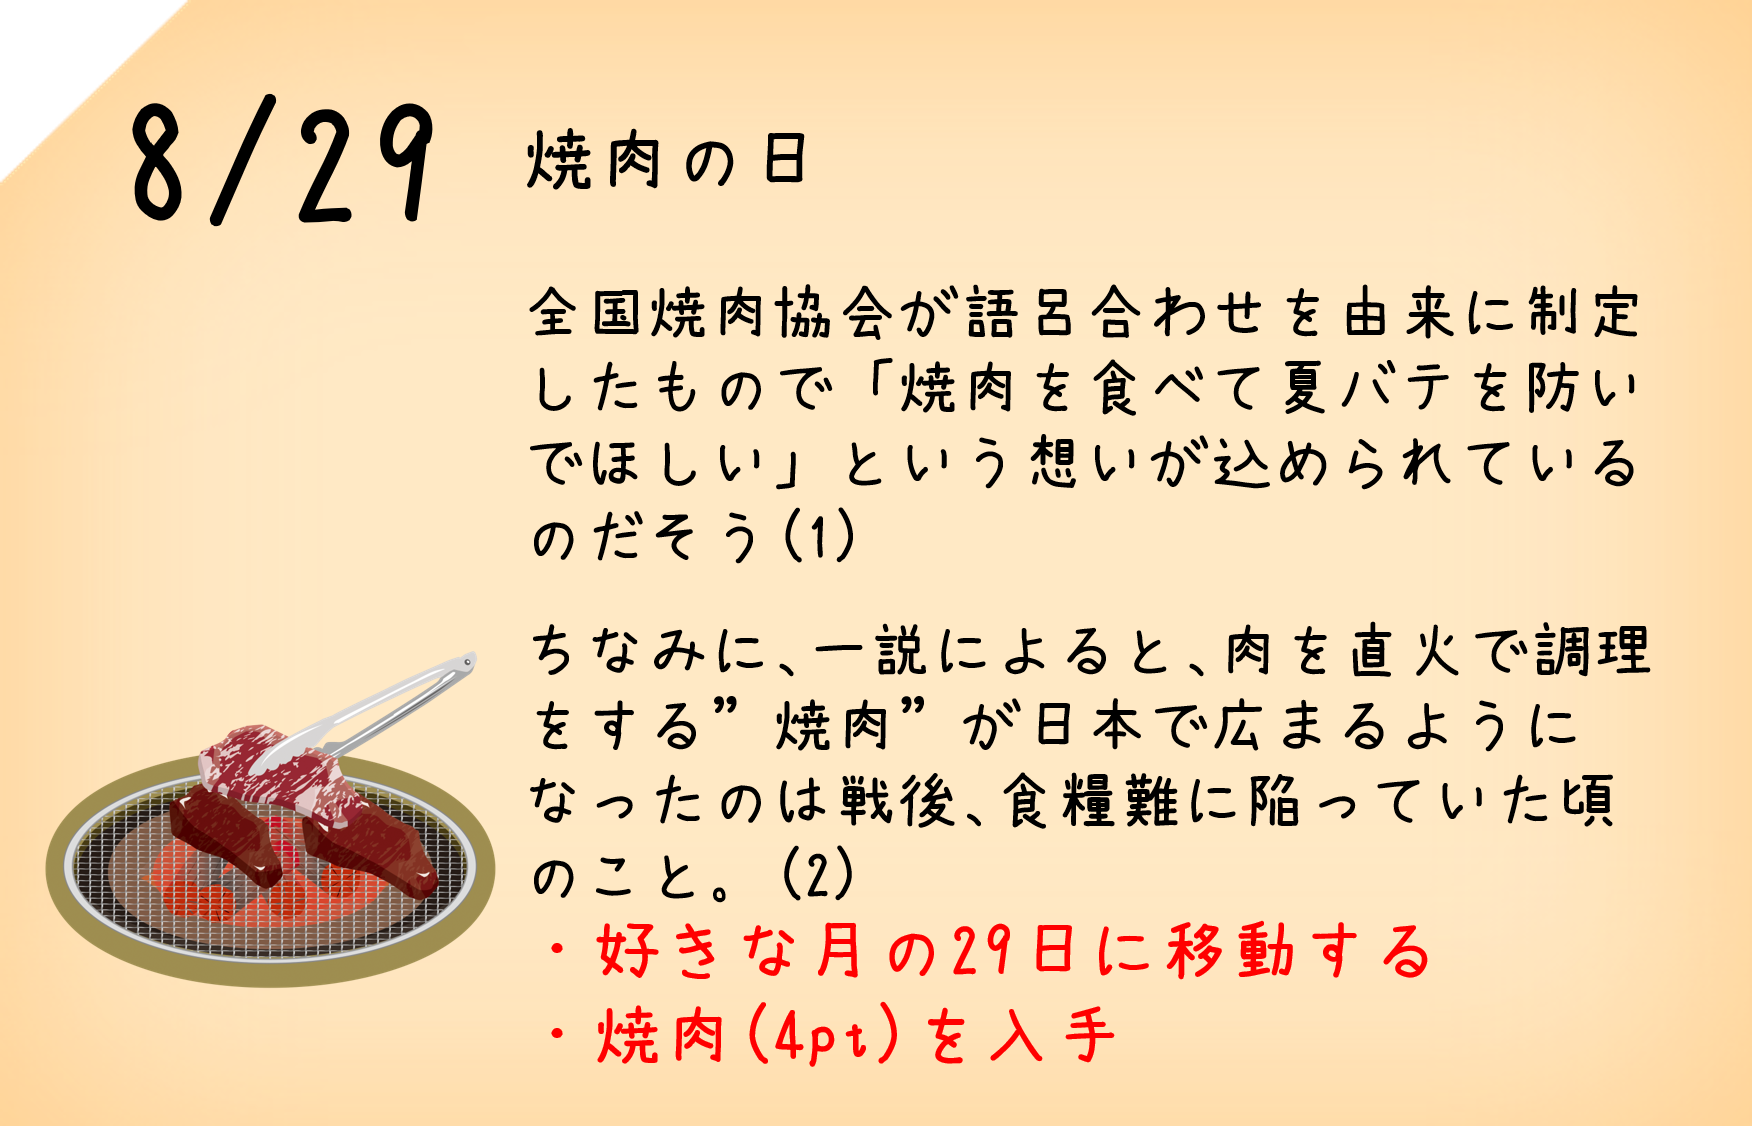 8/29
焼肉の日
全国焼肉協会が語呂合わせを由来に制定
したもので「焼肉を食べて夏バテを防い
でほしい」という想いが込められている
のだそう(1)
ちなみに、一説によると、肉を直火で調理
をする”焼肉”が日本で広まるように
なったのは戦後、食糧難に陥っていた頃
のこと。(2)
・好きな月の29日に移動する
・焼肉(4pt)を入手